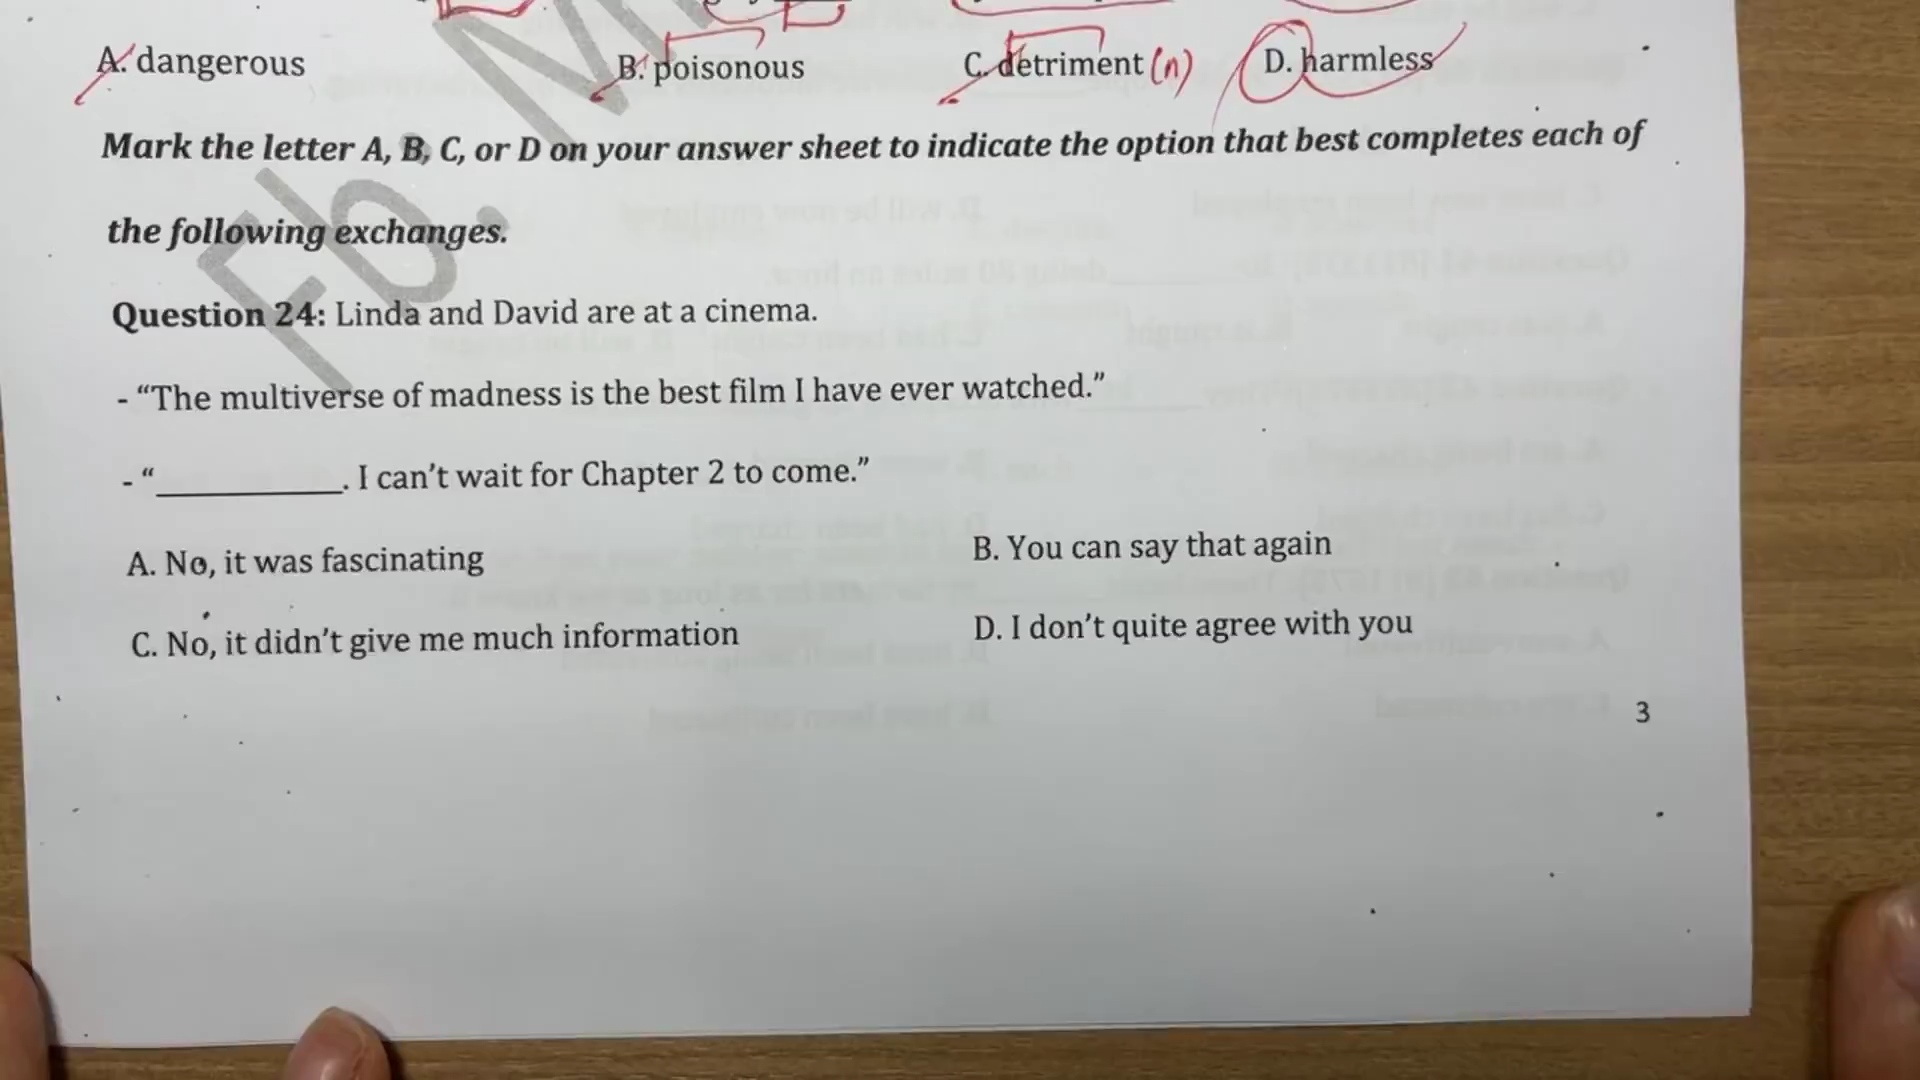 A. dangerous B. poisonous C. detriment (n) D. harmless
Mark the letter A, B, C, or D on your answer sheet to indicate the option that best completes each of
the following exchanges.
Question 24: Linda and David are at a cinema.
- “The multiverse of madness is the best film I have ever watched.”
- “__________. I can’t wait for Chapter 2 to come.”
A. No, it was fascinating B. You can say that again
C. No, it didn’t give me much information D. I don’t quite agree with you
3
Fb: M